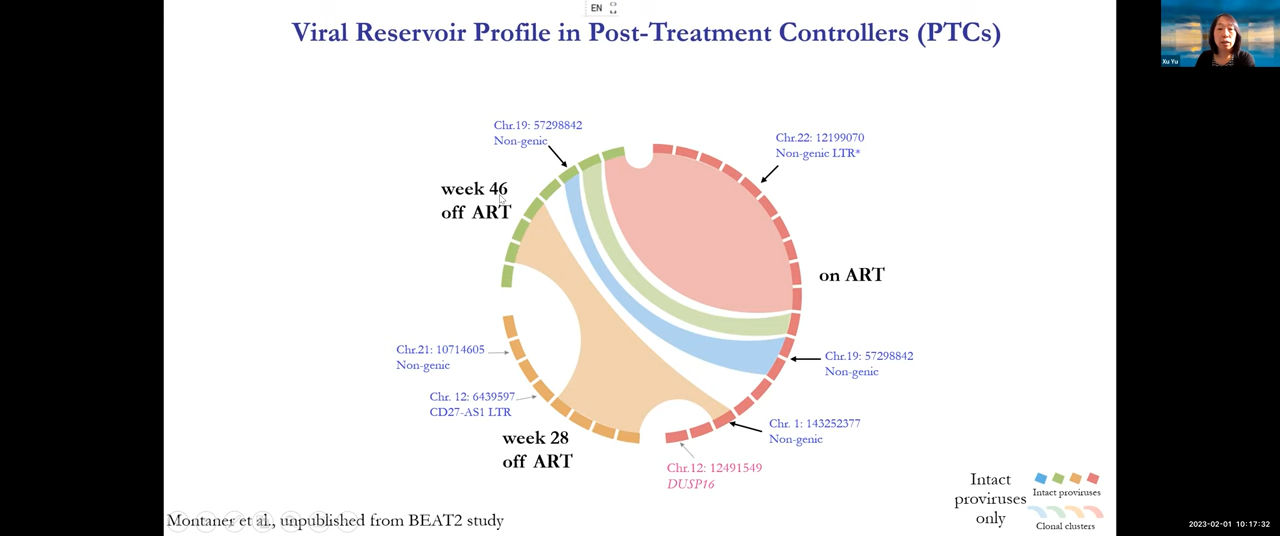 EN
Viral Reservoir Profile in Post-Treatment Controllers (PTCs)
Xu Yu
Chr.19: 57298842
Non-genic
Chr.22: 12199070
Non-genic LTR*
week 46
off ART
on ART
Chr.21: 10714605
Non-genic
Chr.19: 57298842
Non-genic
Chr. 12: 6439597
CD27-AS1 LTR
Chr. 1: 143252377
Non-genic
week 28
off ART
Chr.12: 12491549
DUSP16
Intact
proviruses
only
Intact proviruses
Clonal clusters
Montaner et al., unpublished from BEAT2 study
2023-02-01 10:17:32